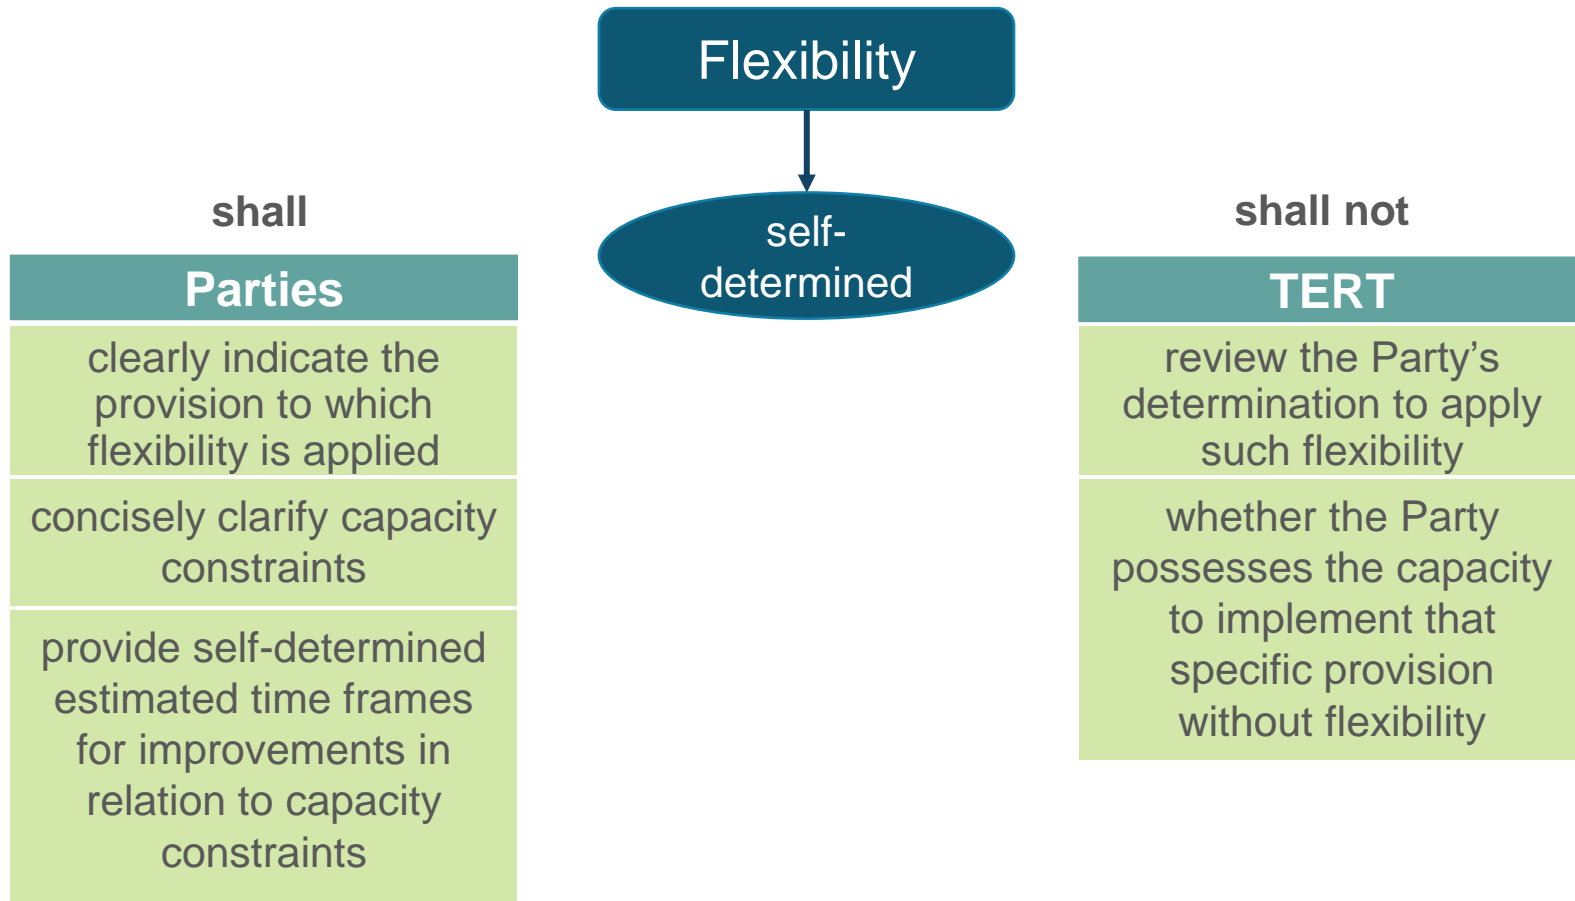 Flexibility
self-
determined
shall
Parties
clearly indicate the
provision to which
flexibility is applied
concisely clarify capacity
constraints
provide self-determined
estimated time frames
for improvements in
relation to capacity
constraints
shall not
TERT
review the Party’s
determination to apply
such flexibility
whether the Party
possesses the capacity
to implement that
specific provision
without flexibility